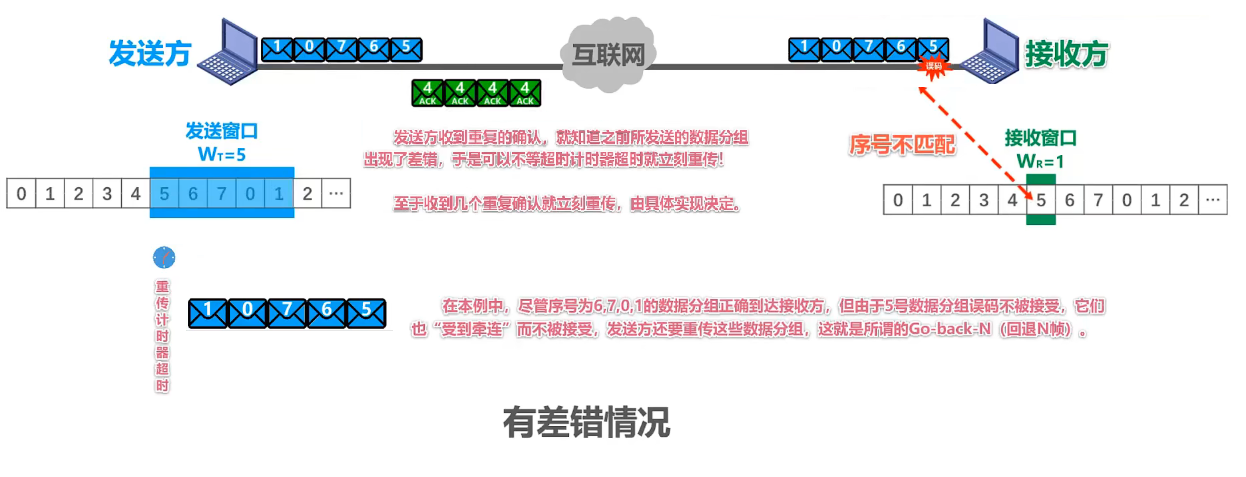 发送方
1 0 7 6 5
互联网
1 0 7 6 5
误码
接收方
4 4 4 4
ACK ACK ACK ACK
发送窗口
WT=5
发送方收到重复的确认，就知道之前所发送的数据分组
出现了差错，于是可以不等超时计时器超时就立刻重传！
至于收到几个重复确认就立刻重传，由具体实现决定。
序号不匹配
接收窗口
WR=1
0 1 2 3 4 5 6 7 0 1 2 ···
0 1 2 3 4 5 6 7 0 1 2 ···
重传计时器超时
1 0 7 6 5
在本例中，尽管序号为6,7,0,1的数据分组正确到达接收方，但由于5号数据分组误码不被接受，它们
也“受到牵连”而不被接受，发送方还要重传这些数据分组，这就是所谓的Go-back-N（回退N帧）。
有差错情况